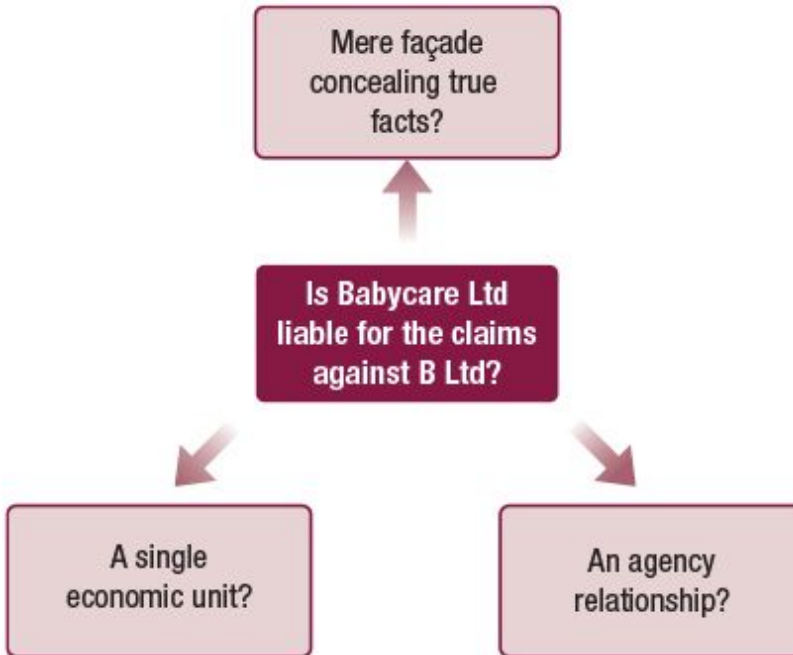 Mere façade
concealing true
facts?
Is Babycare Ltd
liable for the claims
against B Ltd?
A single
economic unit?
An agency
relationship?